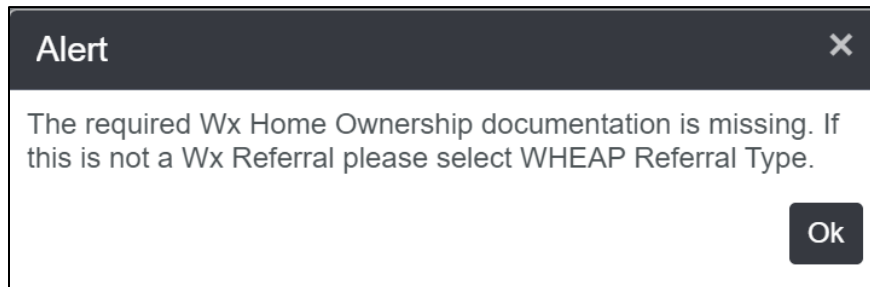 Alert
The required Wx Home Ownership documentation is missing. If
this is not a Wx Referral please select WHEAP Referral Type.
Ok